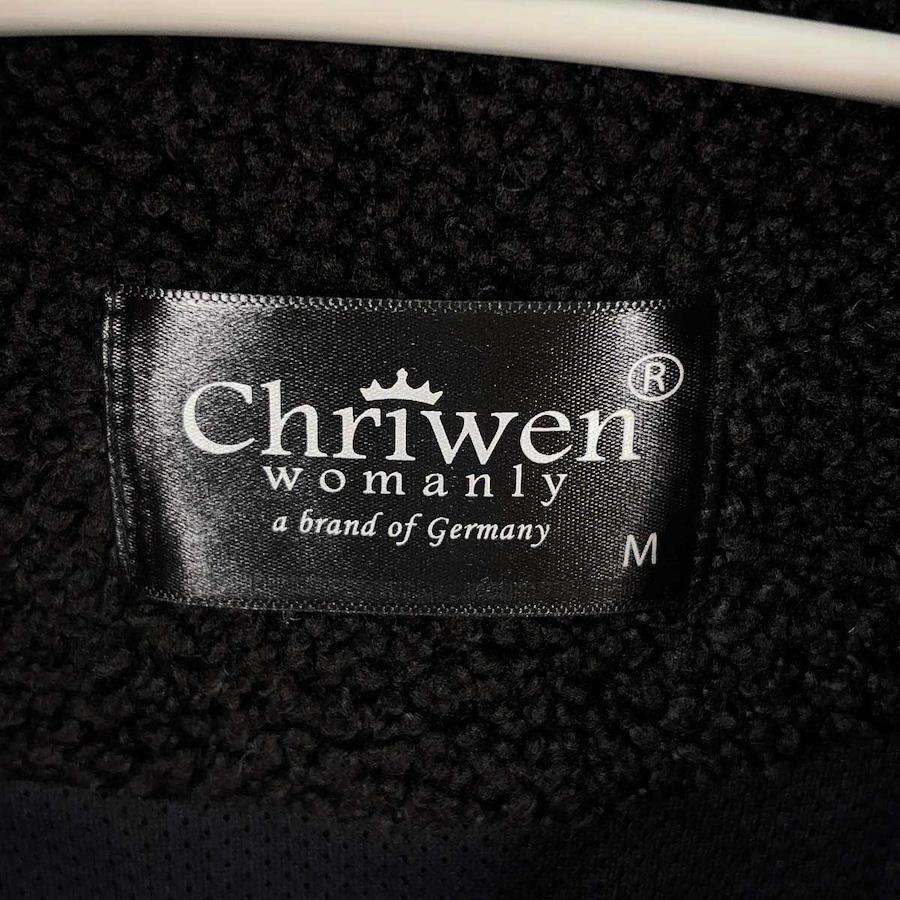 Chriwen®
womanly
a brand of Germany
M